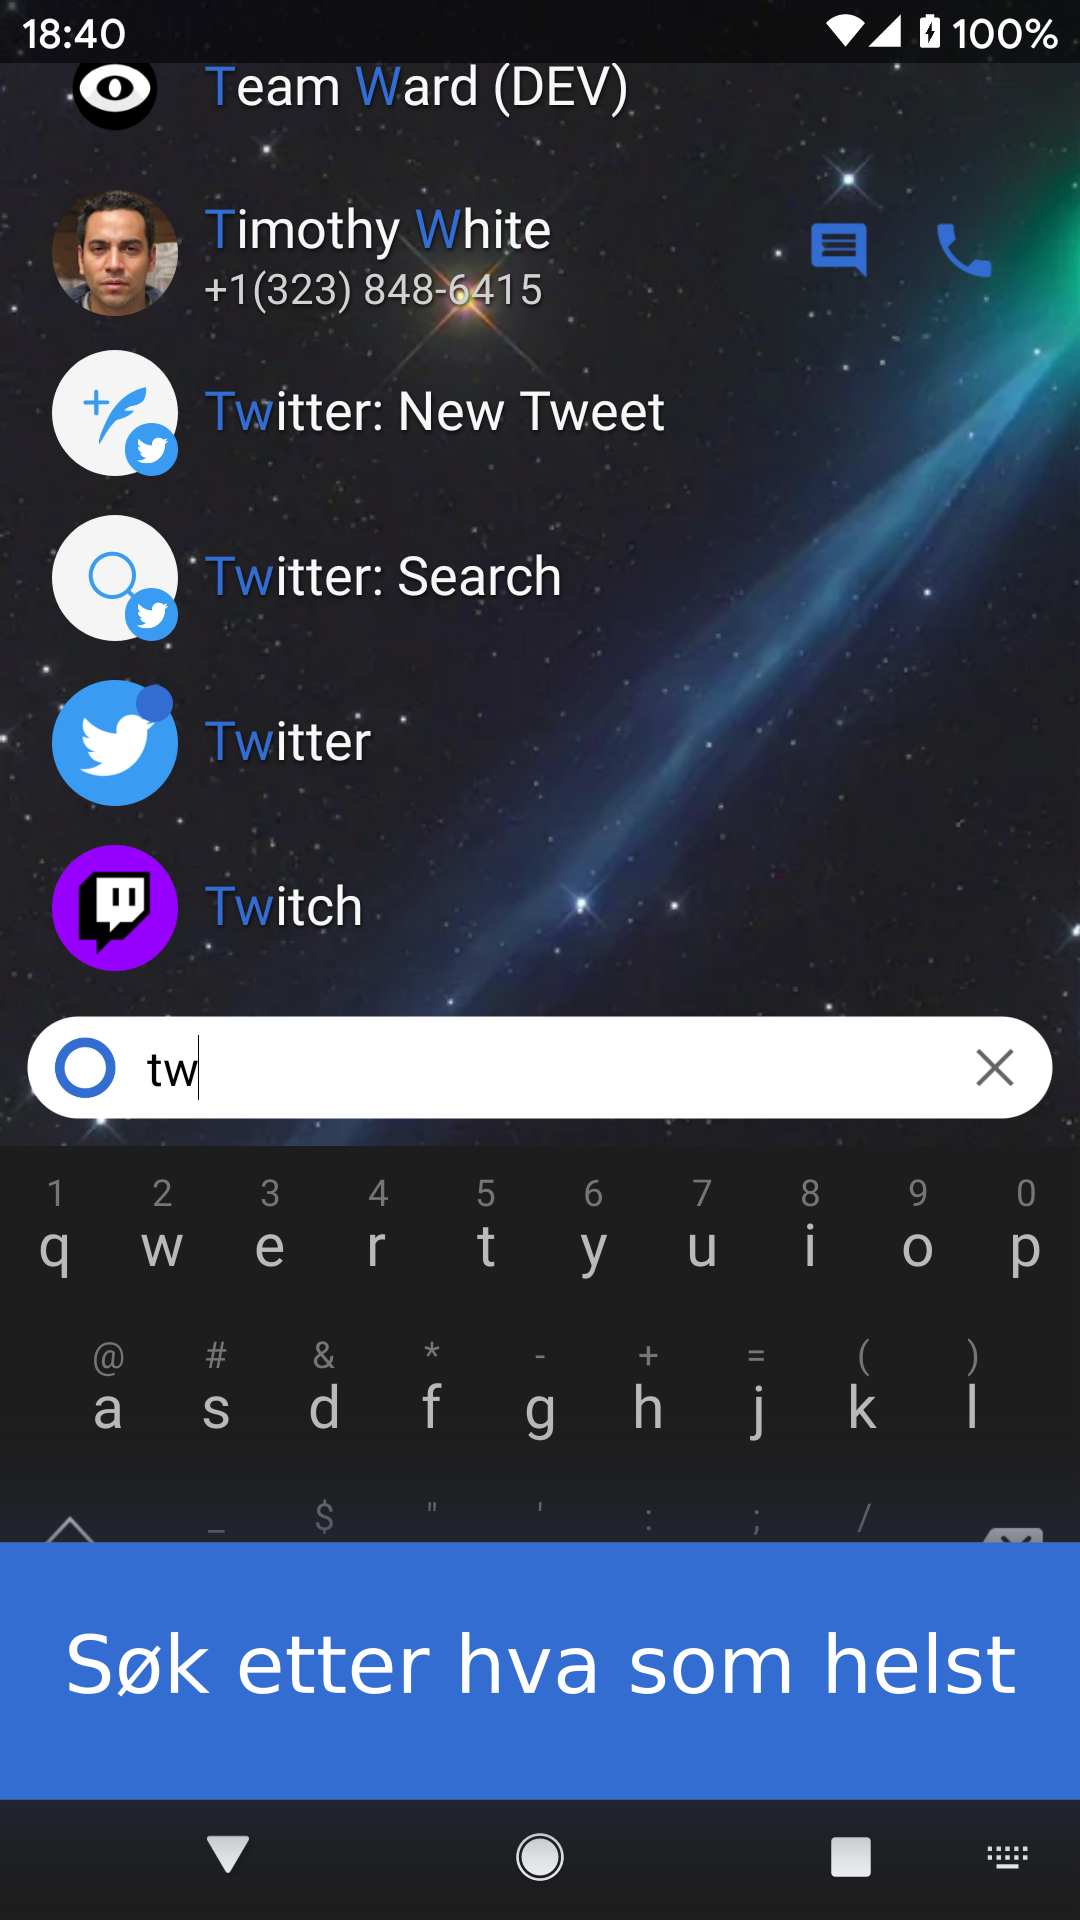 18:40
100%
Team Ward (DEV)
Timothy White
+1(323) 848-6415
Twitter: New Tweet
Twitter: Search
Twitter
Twitch
tw
1 2 3 4 5 6 7 8 9 0
q w e r t y u i o p
@ # & * - + = ( )
a s d f g h j k l
_ $ " ' : ; /
Søk etter hva som helst